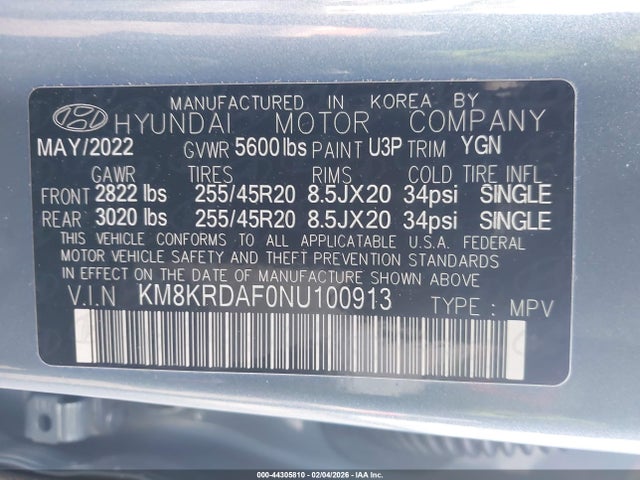 MANUFACTURED IN KOREA BY
HYUNDAI MOTOR COMPANY
MAY/2022 GVWR 5600lbs PAINT U3P TRIM YGN
GAWR TIRES RIMS COLD TIRE INFL
FRONT 2822 lbs 255/45R20 8.5JX20 34psi SINGLE
REAR 3020 lbs 255/45R20 8.5JX20 34psi SINGLE
THIS VEHICLE CONFORMS TO ALL APPLICABLE U.S.A. FEDERAL
MOTOR VEHICLE SAFETY AND THEFT PREVENTION STANDARDS
IN EFFECT ON THE DATE OF MANUFACTURE SHOWN ABOVE.
V.I.N KM8KRDAF0NU100913 TYPE : MPV
000-44305810 - 02/04/2026 - IAA Inc.